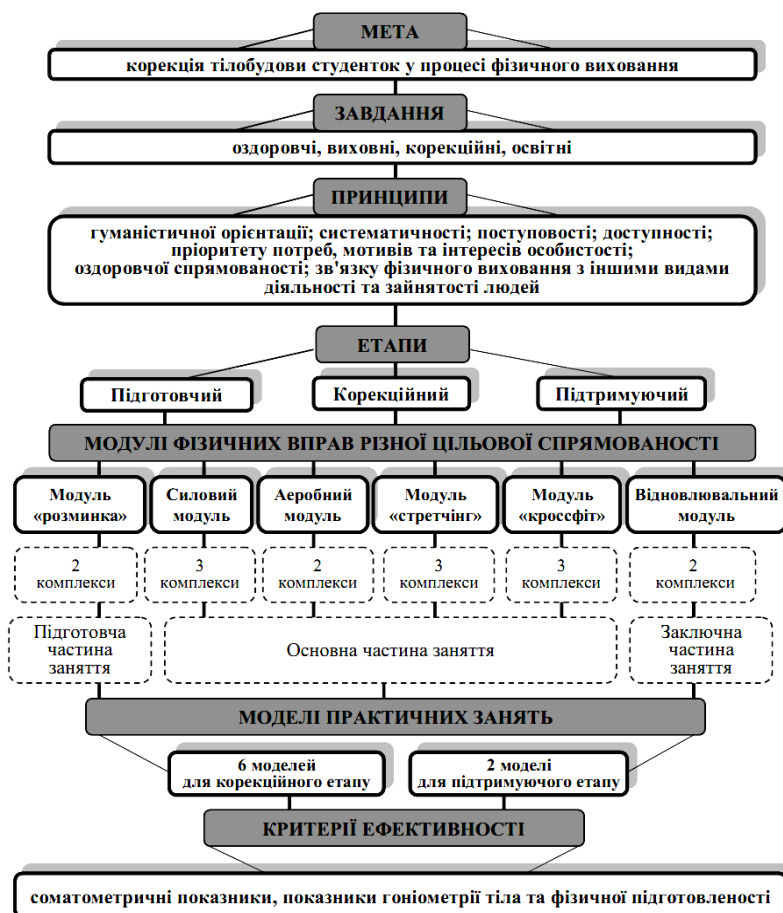 МЕТА
корекція тілобудови студенток у процесі фізичного виховання
ЗАВДАННЯ
оздоровчі, виховні, корекційні, освітні
ПРИНЦИПИ
гуманістичної орієнтації; систематичності; поступовості; доступності;
пріоритету потреб, мотивів та інтересів особистості;
оздоровчої спрямованості; зв'язку фізичного виховання з іншими видами
діяльності та зайнятості людей
ЕТАПИ
Підготовчий
Корекційний
Підтримуючий
МОДУЛІ ФІЗИЧНИХ ВПРАВ РІЗНОЇ ЦІЛЬОВОЇ СПРЯМОВАНОСТІ
Модуль
«розминка»
Силовий
модуль
Аеробний
модуль
Модуль
«стретчінг»
Модуль
«кроссфіт»
Відновлювальний
модуль
2
комплекси
3
комплекси
2
комплекси
3
комплекси
3
комплекси
2
комплекси
Підготовча
частина
заняття
Основна частина заняття
Заключна
частина
заняття
МОДЕЛІ ПРАКТИЧНИХ ЗАНЯТЬ
6 моделей
для корекційного етапу
2 моделі
для підтримуючого етапу
КРИТЕРІЇ ЕФЕКТИВНОСТІ
соматометричні показники, показники гоніометрії тіла та фізичної підготовленості